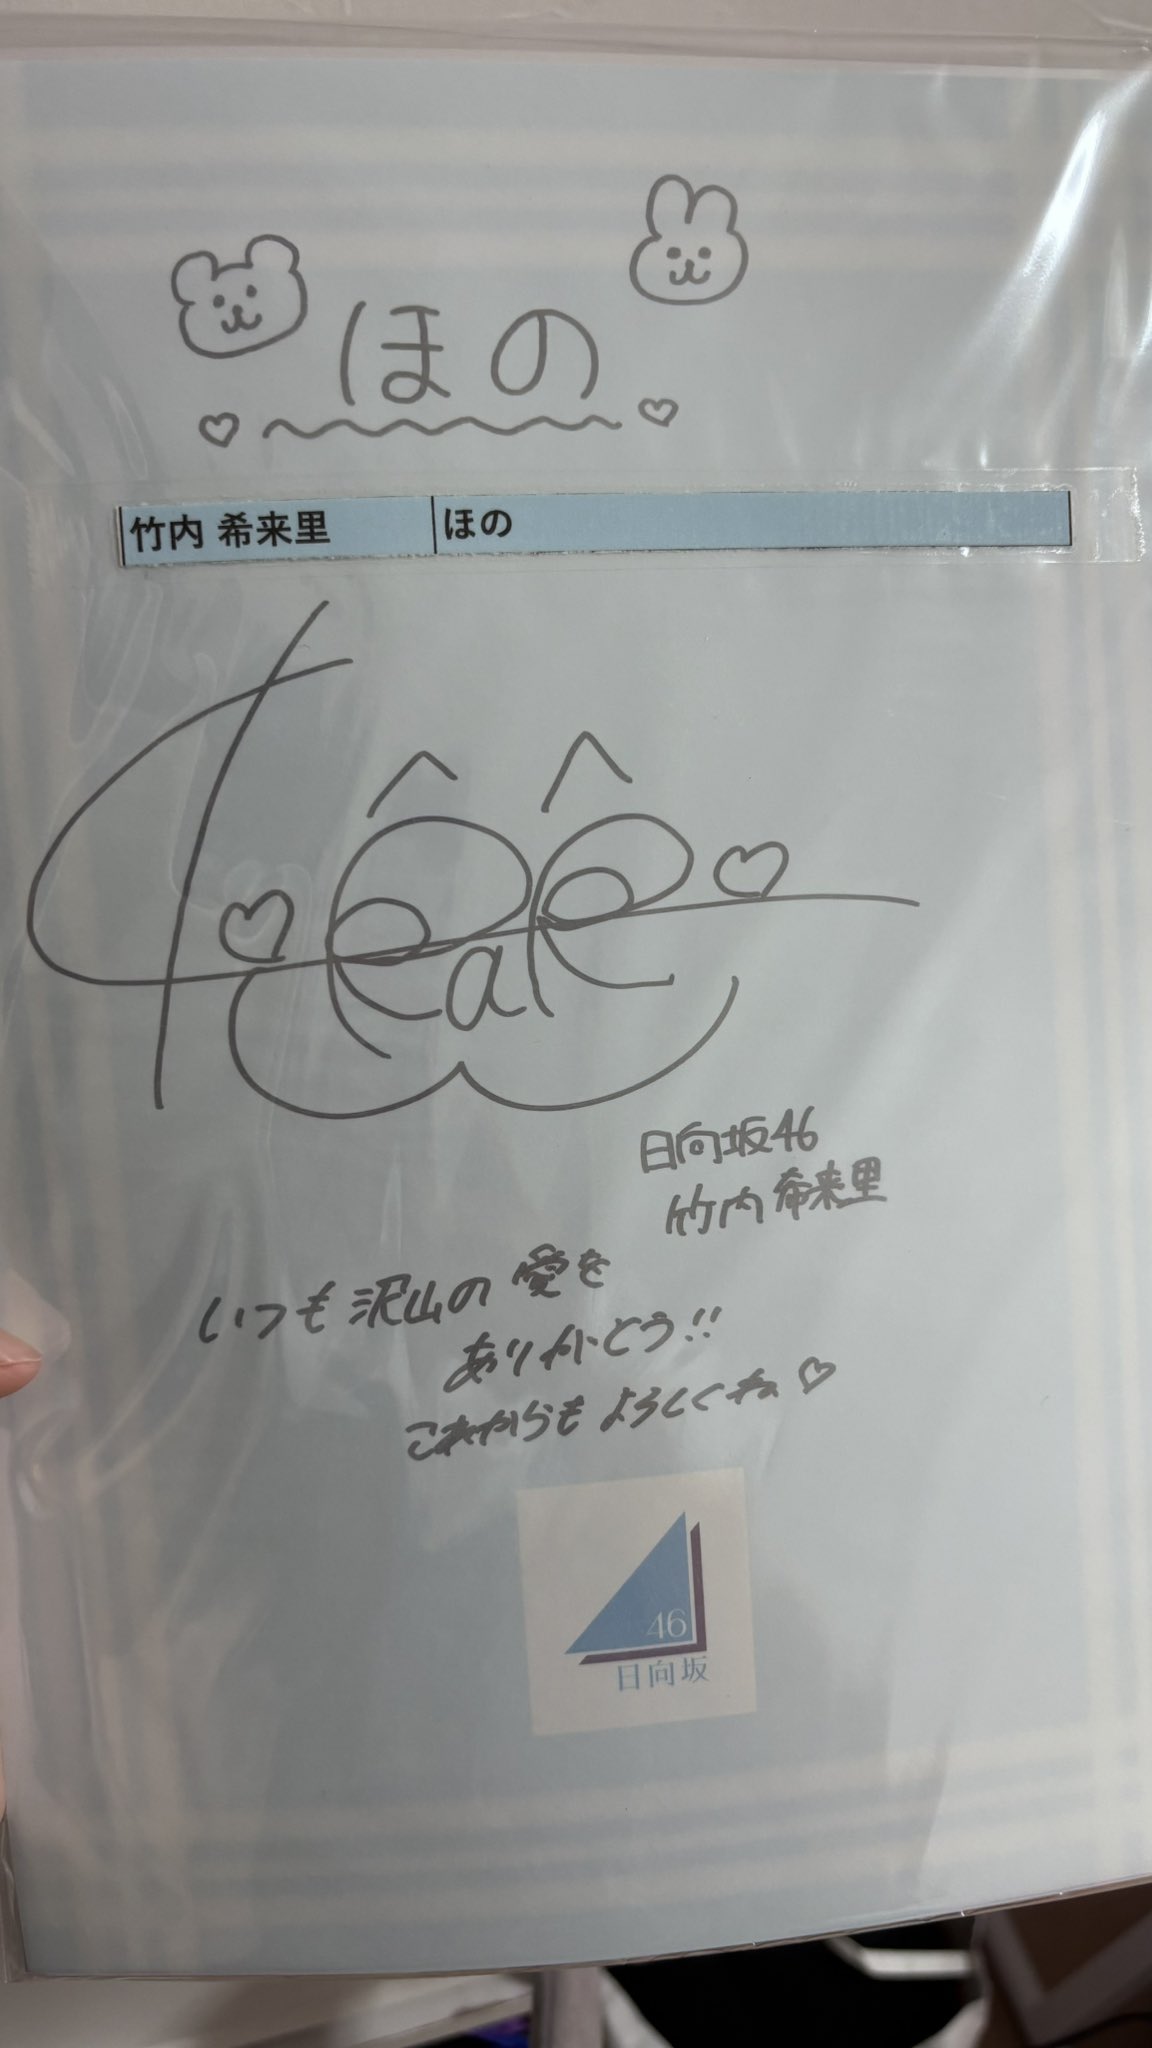 ほの
竹内 希来里 ほの
日向坂46
竹内 希来里
いつも沢山の愛を
ありがとう!!
これからもよろしくね♡
46
日向坂